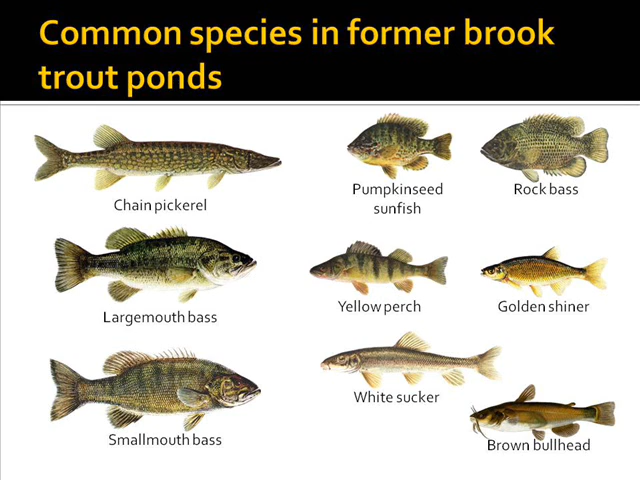 Common species in former brook
trout ponds
Chain pickerel
Pumpkinseed
sunfish
Rock bass
Largemouth bass
Yellow perch
Golden shiner
White sucker
Smallmouth bass
Brown bullhead